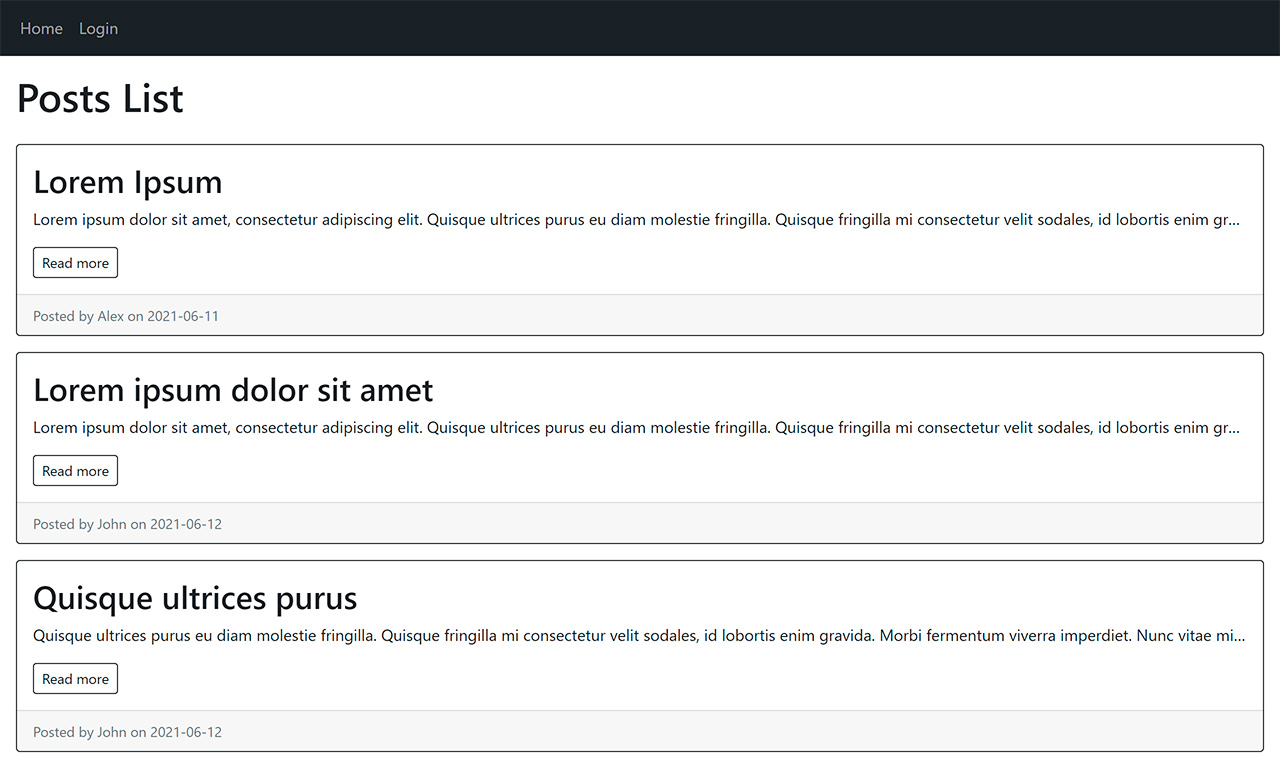 Home Login
Posts List
Lorem Ipsum
Lorem ipsum dolor sit amet, consectetur adipiscing elit. Quisque ultrices purus eu diam molestie fringilla. Quisque fringilla mi consectetur velit sodales, id lobortis enim gr...
Read more
Posted by Alex on 2021-06-11
Lorem ipsum dolor sit amet
Lorem ipsum dolor sit amet, consectetur adipiscing elit. Quisque ultrices purus eu diam molestie fringilla. Quisque fringilla mi consectetur velit sodales, id lobortis enim gr...
Read more
Posted by John on 2021-06-12
Quisque ultrices purus
Quisque ultrices purus eu diam molestie fringilla. Quisque fringilla mi consectetur velit sodales, id lobortis enim gravida. Morbi fermentum viverra imperdiet. Nunc vitae mi...
Read more
Posted by John on 2021-06-12